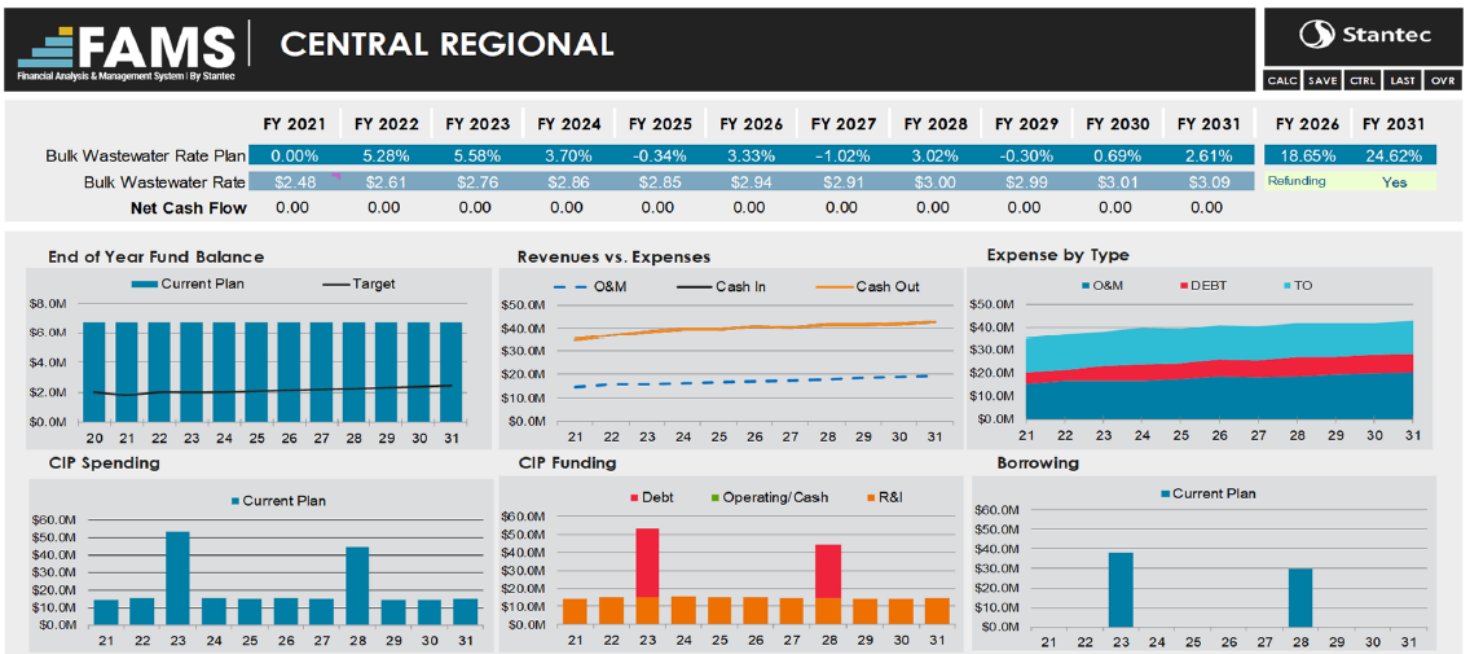 FAMS
Financial Analysis & Management System | By Stantec
CENTRAL REGIONAL
Stantec
CALC SAVE CTRL LAST OVR
FY 2021 FY 2022 FY 2023 FY 2024 FY 2025 FY 2026 FY 2027 FY 2028 FY 2029 FY 2030 FY 2031 FY 2026 FY 2031
Bulk Wastewater Rate Plan 0.00% 5.28% 5.58% 3.70% -0.34% 3.33% -1.02% 3.02% -0.30% 0.69% 2.61% 18.65% 24.62%
Bulk Wastewater Rate $2.48 $2.61 $2.76 $2.86 $2.85 $2.94 $2.91 $3.00 $2.99 $3.01 $3.09 Refunding Yes
Net Cash Flow 0.00 0.00 0.00 0.00 0.00 0.00 0.00 0.00 0.00 0.00 0.00
End of Year Fund Balance
Current Plan Target
$8.0M
$6.0M
$4.0M
$2.0M
$0.0M
20 21 22 23 24 25 26 27 28 29 30 31
Revenues vs. Expenses
O&M Cash In Cash Out
$50.0M
$40.0M
$30.0M
$20.0M
$10.0M
$0.0M
21 22 23 24 25 26 27 28 29 30 31
Expense by Type
O&M DEBT TO
$50.0M
$40.0M
$30.0M
$20.0M
$10.0M
$0.0M
21 22 23 24 25 26 27 28 29 30 31
CIP Spending
Current Plan
$60.0M
$50.0M
$40.0M
$30.0M
$20.0M
$10.0M
$0.0M
21 22 23 24 25 26 27 28 29 30 31
CIP Funding
Debt Operating/Cash R&I
$60.0M
$50.0M
$40.0M
$30.0M
$20.0M
$10.0M
$0.0M
21 22 23 24 25 26 27 28 29 30 31
Borrowing
Current Plan
$60.0M
$50.0M
$40.0M
$30.0M
$20.0M
$10.0M
$0.0M
21 22 23 24 25 26 27 28 29 30 31